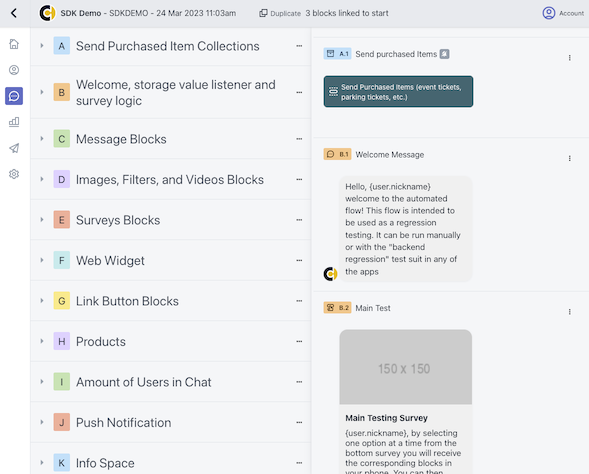 SDK Demo - SDKDEMO - 24 Mar 2023 11:03am
Duplicate
3 blocks linked to start
Account
A
Send Purchased Item Collections
B
Welcome, storage value listener and
survey logic
C
Message Blocks
D
Images, Filters, and Videos Blocks
E
Surveys Blocks
F
Web Widget
G
Link Button Blocks
H
Products
I
Amount of Users in Chat
J
Push Notification
K
Info Space
A.1
Send purchased Items
Send Purchased Items (event tickets,
parking tickets, etc.)
B.1
Welcome Message
Hello, {user.nickname}
welcome to the automated
flow! This flow is intended to
be used as a regression
testing. It can be run manually
or with the "backend
regression" test suit in any of
the apps
B.2
Main Test
150 x 150
Main Testing Survey
{user.nickname}, by selecting
one option at a time from the
bottom survey you will receive
the corresponding blocks in
your phone. You can then